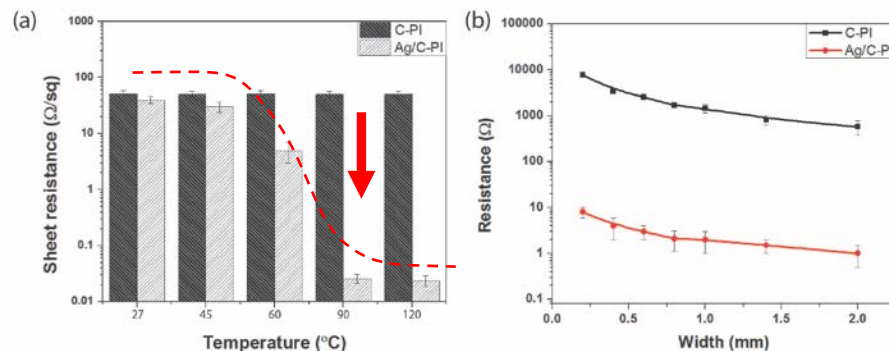 (a)
1000
100
10
1
0.1
0.01
Sheet resistance (Ω/sq)
C-PI
Ag/C-PI
27 45 60 90 120
Temperature (°C)
(b)
100000
10000
1000
100
10
1
0.1
Resistance (Ω)
C-PI
Ag/C-PI
0.0 0.5 1.0 1.5 2.0
Width (mm)